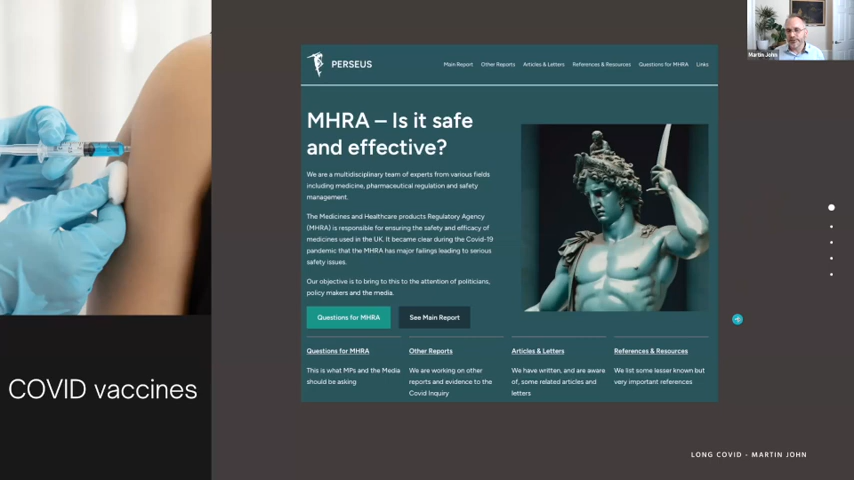 Martin John
PERSEUS
Main Report Other Reports Articles & Letters References & Resources Questions for MHRA Links
MHRA – Is it safe
and effective?
We are a multidisciplinary team of experts from various fields
including medicine, pharmaceutical regulation and safety
management.
The Medicines and Healthcare products Regulatory Agency
(MHRA) is responsible for ensuring the safety and efficacy of
medicines used in the UK. It became clear during the Covid-19
pandemic that the MHRA has major failings leading to serious
safety issues.
Our objective is to bring to this to the attention of politicians,
policy makers and the media.
Questions for MHRA See Main Report
Questions for MHRA
This is what MPs and the Media
should be asking
Other Reports
We are working on other
reports and evidence to the
Covid Inquiry
Articles & Letters
We have written, and are aware
of, some related articles and
letters
References & Resources
We list some lesser known but
very important references
COVID vaccines
LONG COVID - MARTIN JOHN